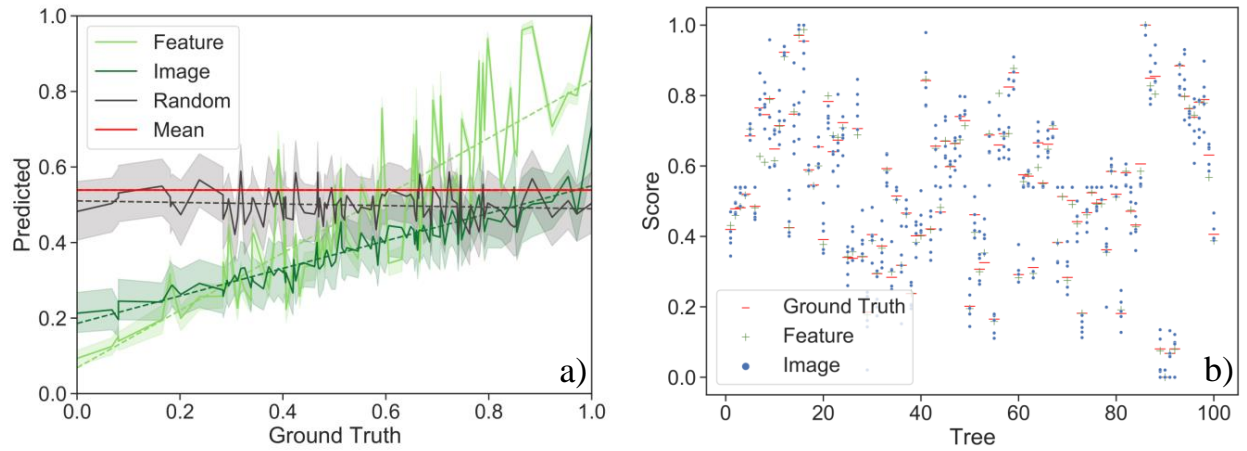 1.0
0.8
0.6
0.4
0.2
0.0
Predicted
Feature
Image
Random
Mean
a)
0.0 0.2 0.4 0.6 0.8 1.0
Ground Truth
1.0
0.8
0.6
0.4
0.2
0.0
Score
Ground Truth
Feature
Image
b)
0 20 40 60 80 100
Tree